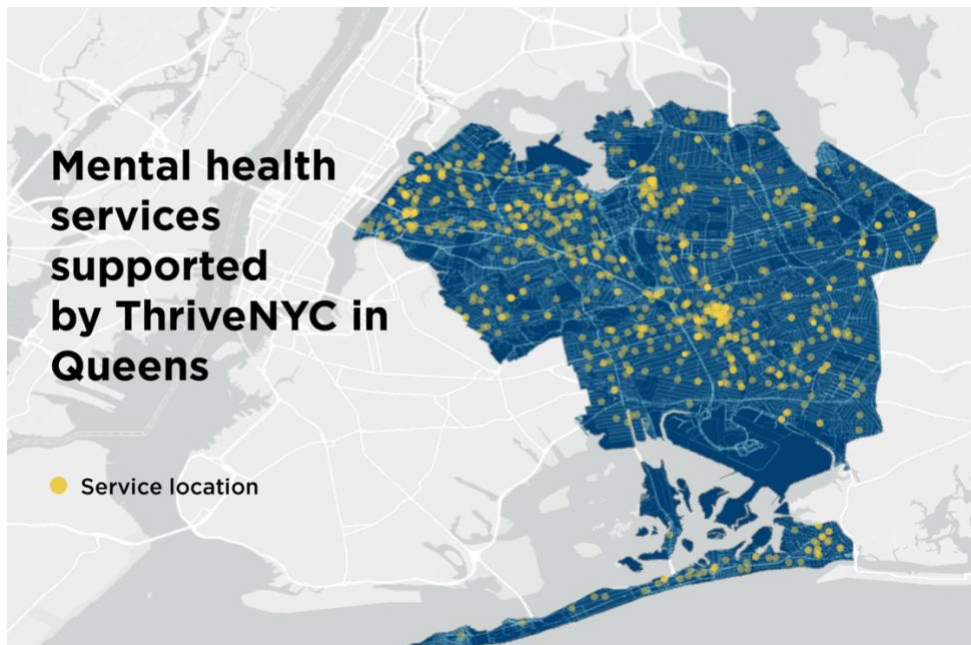 Mental health
services
supported
by ThriveNYC in
Queens
Service location